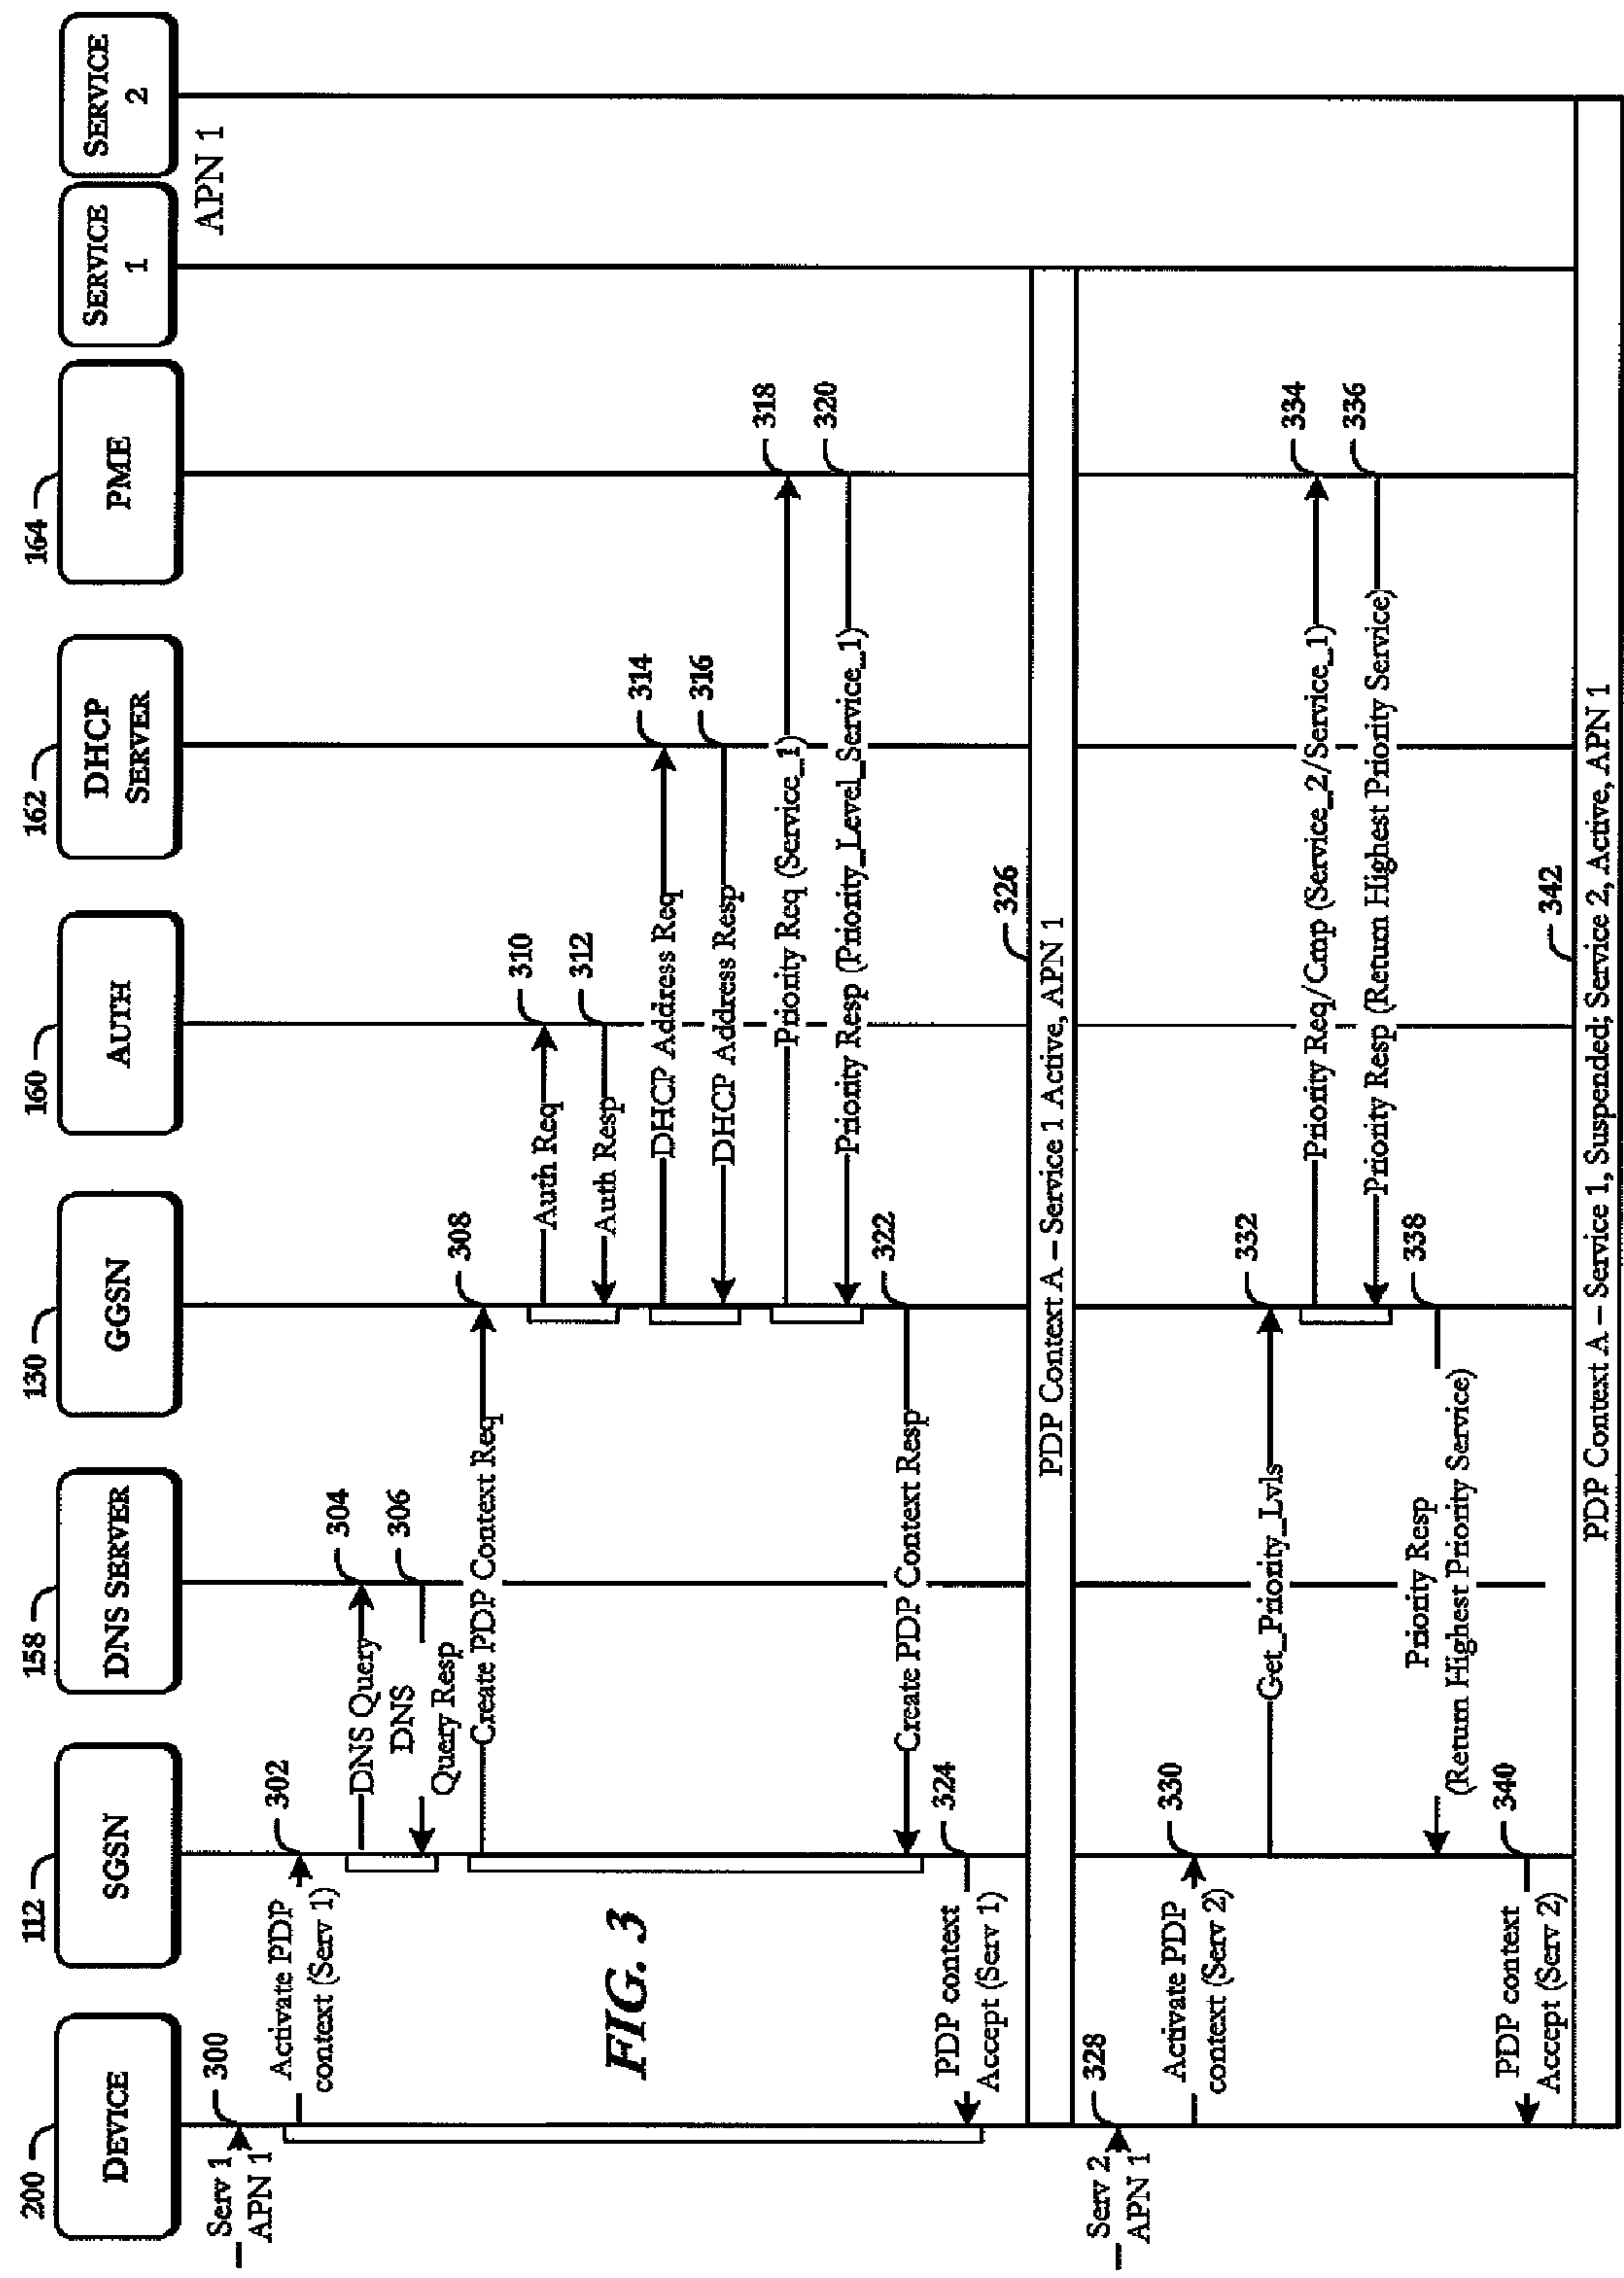 200
112
158
130
160
162
164
DEVICE
SGSN
DNS SERVER
GGSN
AUTH
DHCP
SERVER
PME
SERVICE
1
SERVICE
2
APN 1
Serv 1
APN 1
300
Activate PDP
context (Serv 1)
302
DNS Query
304
DNS
Query Resp
306
Create PDP Context Req
308
Auth Req
310
Auth Resp
312
DHCP Address Req
314
DHCP Address Resp
316
Priority Req (Service_1)
318
Priority Resp (Priority_Level_Service_1)
320
Create PDP Context Resp
322
FIG. 3
PDP context
Accept (Serv 1)
324
326
PDP Context A – Service 1 Active, APN 1
Serv 2
APN 1
328
Activate PDP
context (Serv 2)
330
Get_Priority_Lvls
332
Priority Req/Cmp (Service_2/Service_1)
334
Priority Resp (Return Highest Priority Service)
336
Priority Resp
(Return Highest Priority Service)
338
PDP context
Accept (Serv 2)
340
342
PDP Context A – Service 1, Suspended; Service 2, Active, APN 1